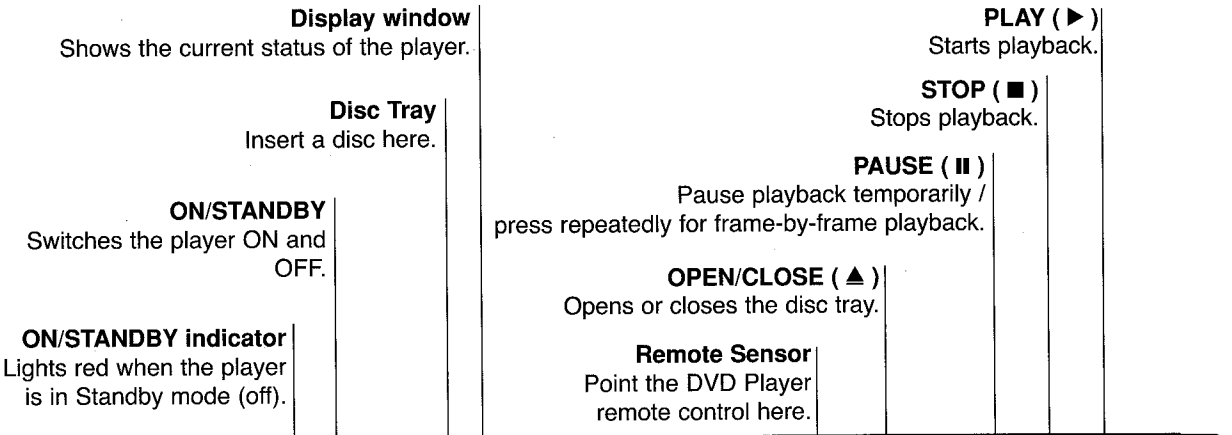 Display window
Shows the current status of the player.
Disc Tray
Insert a disc here.
ON/STANDBY
Switches the player ON and
OFF.
ON/STANDBY indicator
Lights red when the player
is in Standby mode (off).
PLAY ( ▶ )
Starts playback.
STOP ( ■ )
Stops playback.
PAUSE ( II )
Pause playback temporarily /
press repeatedly for frame-by-frame playback.
OPEN/CLOSE ( ≜ )
Opens or closes the disc tray.
Remote Sensor
Point the DVD Player
remote control here.